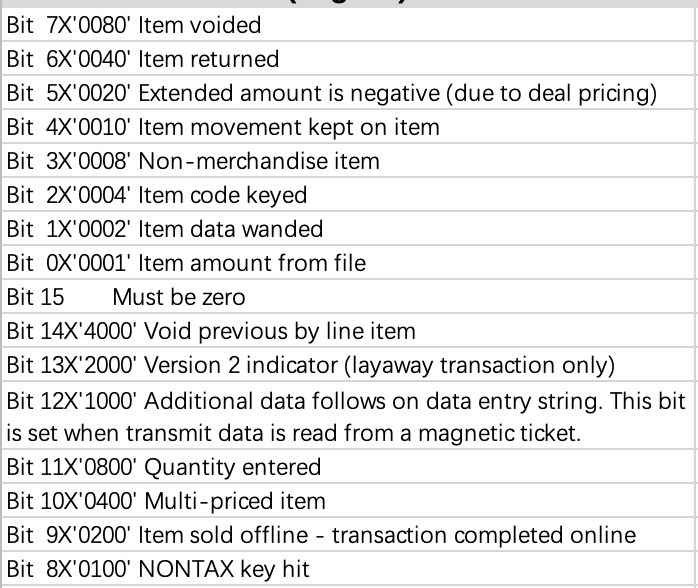 Bit  7X'0080' Item voided
Bit  6X'0040' Item returned
Bit  5X'0020' Extended amount is negative (due to deal pricing)
Bit  4X'0010' Item movement kept on item
Bit  3X'0008' Non-merchandise item
Bit  2X'0004' Item code keyed
Bit  1X'0002' Item data wanded
Bit  0X'0001' Item amount from file
Bit 15       Must be zero
Bit 14X'4000' Void previous by line item
Bit 13X'2000' Version 2 indicator (layaway transaction only)
Bit 12X'1000' Additional data follows on data entry string. This bit
is set when transmit data is read from a magnetic ticket.
Bit 11X'0800' Quantity entered
Bit 10X'0400' Multi-priced item
Bit  9X'0200' Item sold offline - transaction completed online
Bit  8X'0100' NONTAX key hit